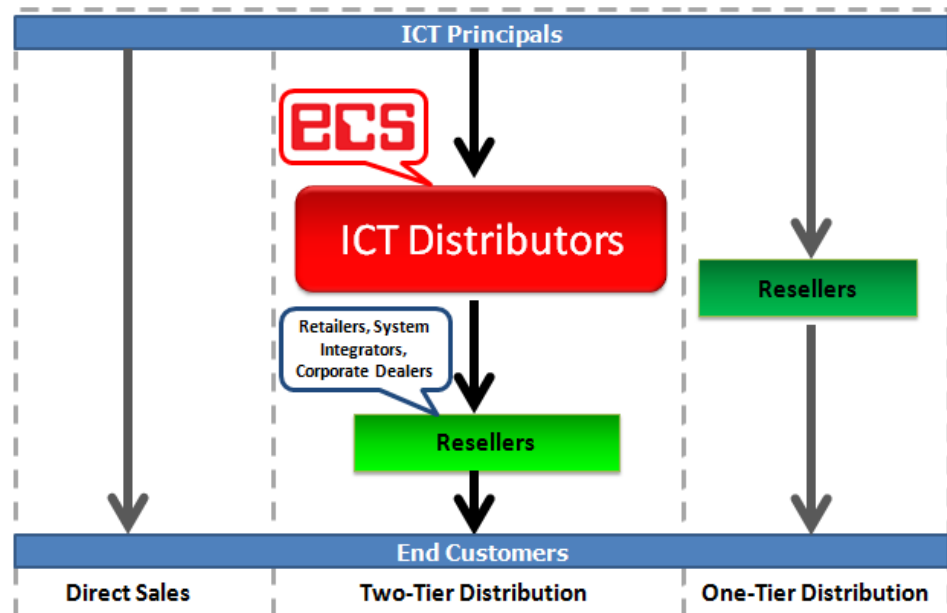 ICT Principals
ecs
ICT Distributors
Resellers
Retailers, System
Integrators,
Corporate Dealers
Resellers
End Customers
Direct Sales
Two-Tier Distribution
One-Tier Distribution